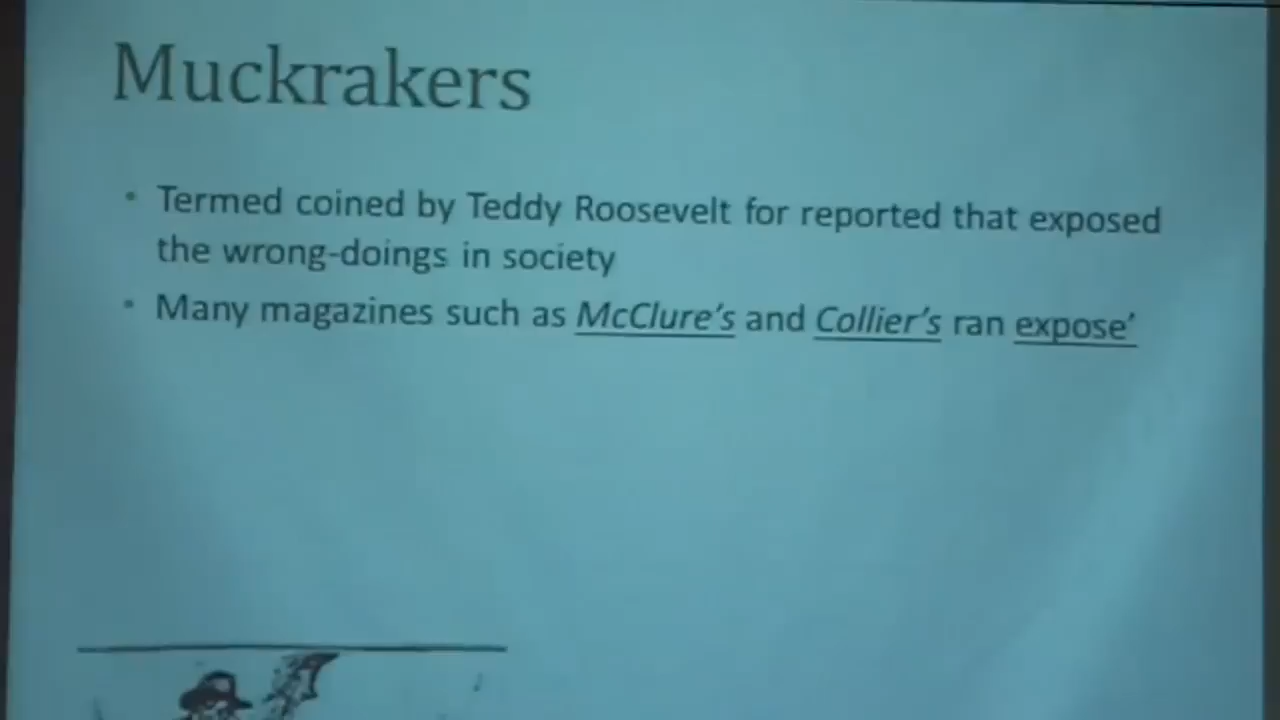 Muckrakers
• Termed coined by Teddy Roosevelt for reported that exposed
the wrong-doings in society
• Many magazines such as McClure's and Collier's ran expose'